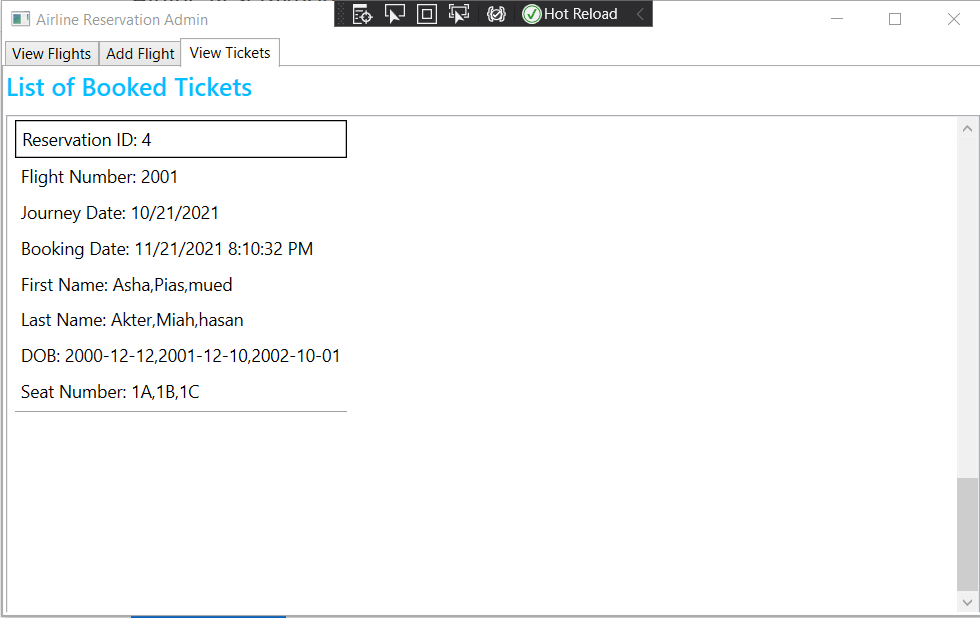 Airline Reservation Admin
Hot Reload
View Flights
Add Flight
View Tickets
List of Booked Tickets
Reservation ID: 4
Flight Number: 2001
Journey Date: 10/21/2021
Booking Date: 11/21/2021 8:10:32 PM
First Name: Asha,Pias,mued
Last Name: Akter,Miah,hasan
DOB: 2000-12-12,2001-12-10,2002-10-01
Seat Number: 1A,1B,1C